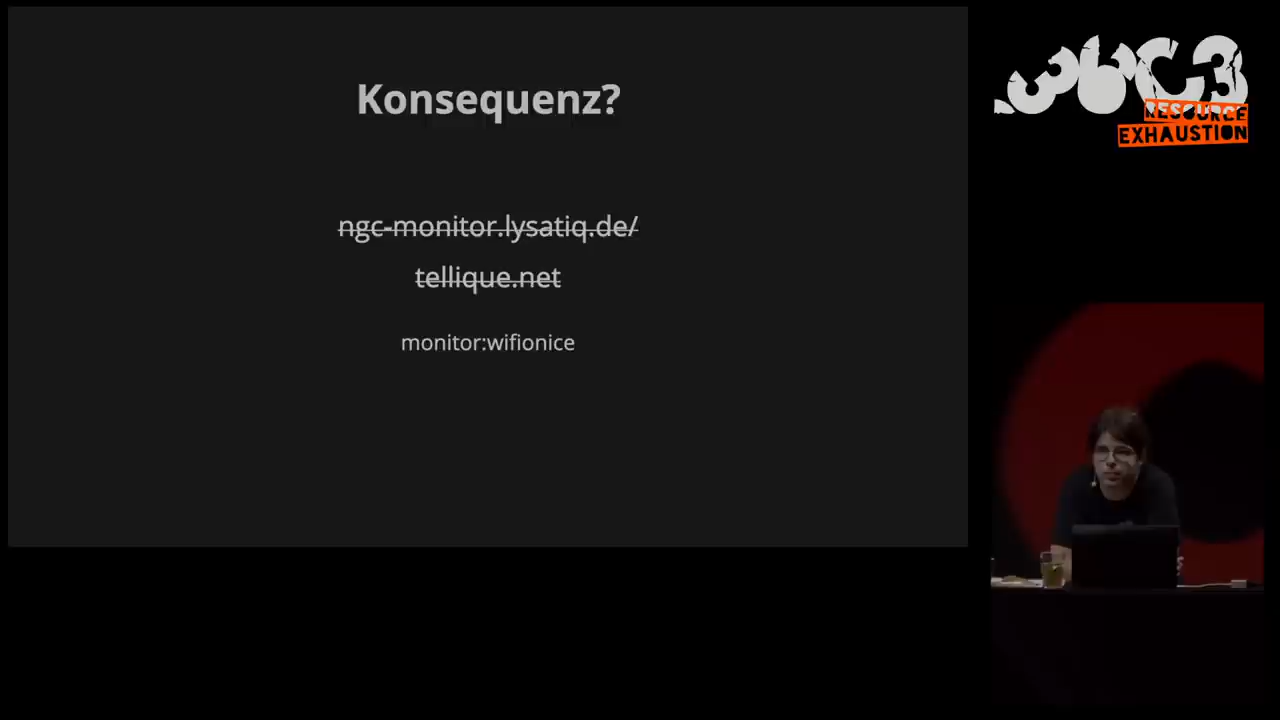 Konsequenz?
ngc-monitor.lysatiq.de/
tellique.net
monitor:wifionice
36C3
RESOURCE
EXHAUSTION